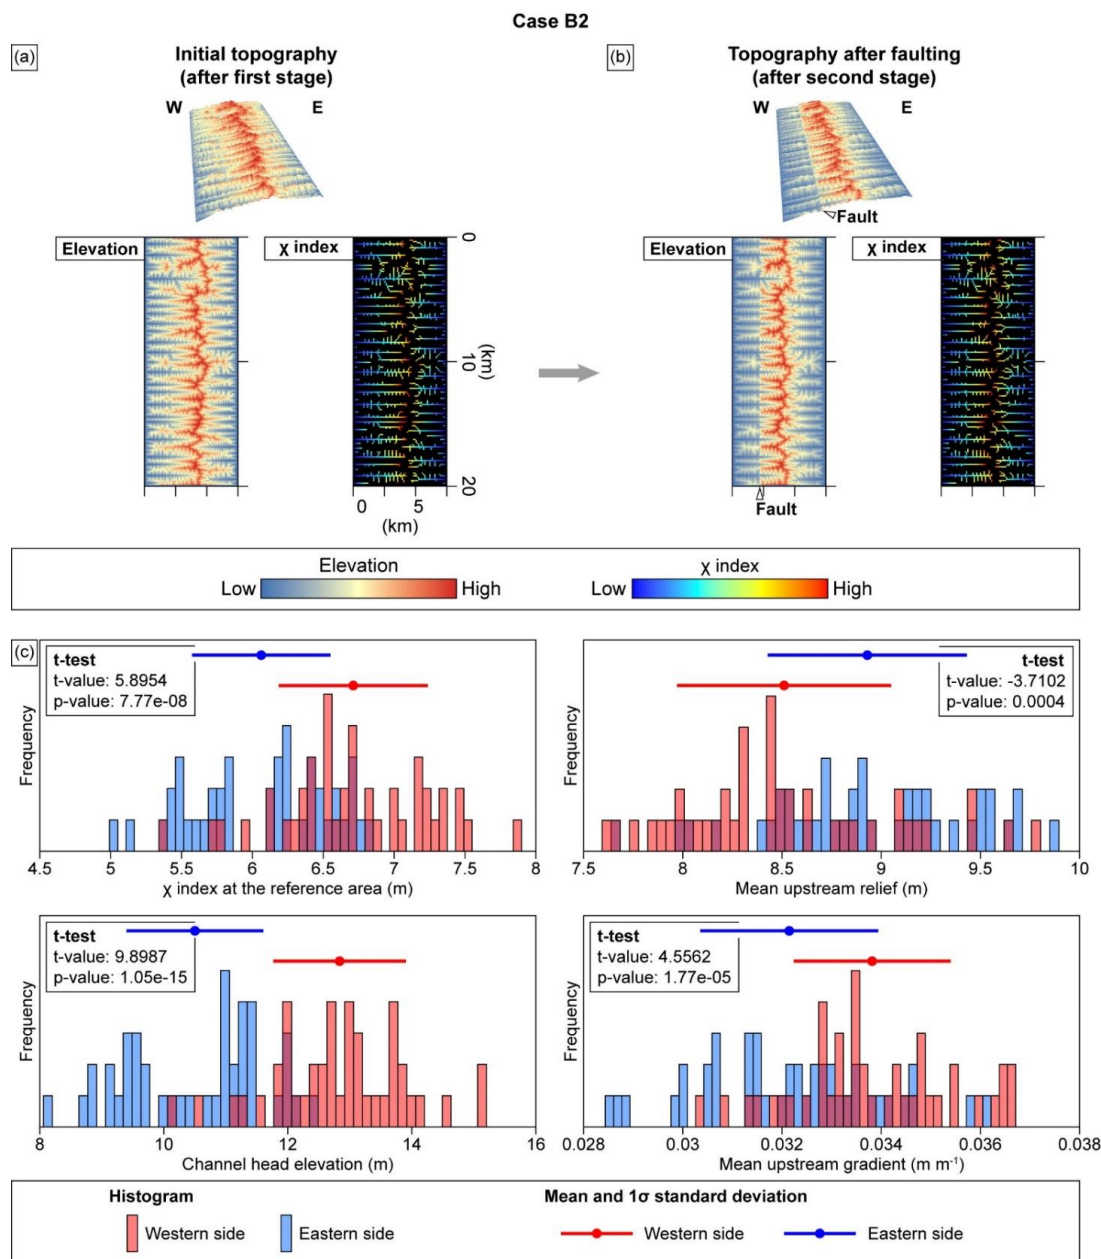 Case B2
(a)
Initial topography
(after first stage)
W
E
Elevation
χ index
0
10
20
(km)
0
5
(km)
(b)
Topography after faulting
(after second stage)
W
E
Fault
Elevation
χ index
Fault
Elevation
Low
High
χ index
Low
High
(c)
t-test
t-value: 5.8954
p-value: 7.77e-08
Frequency
4.5 5 5.5 6 6.5 7 7.5 8
χ index at the reference area (m)
t-test
t-value: -3.7102
p-value: 0.0004
Frequency
7.5 8 8.5 9 9.5 10
Mean upstream relief (m)
t-test
t-value: 9.8987
p-value: 1.05e-15
Frequency
8 10 12 14 16
Channel head elevation (m)
t-test
t-value: 4.5562
p-value: 1.77e-05
Frequency
0.028 0.03 0.032 0.034 0.036 0.038
Mean upstream gradient (m m⁻¹)
Histogram
Western side
Eastern side
Mean and 1σ standard deviation
Western side
Eastern side